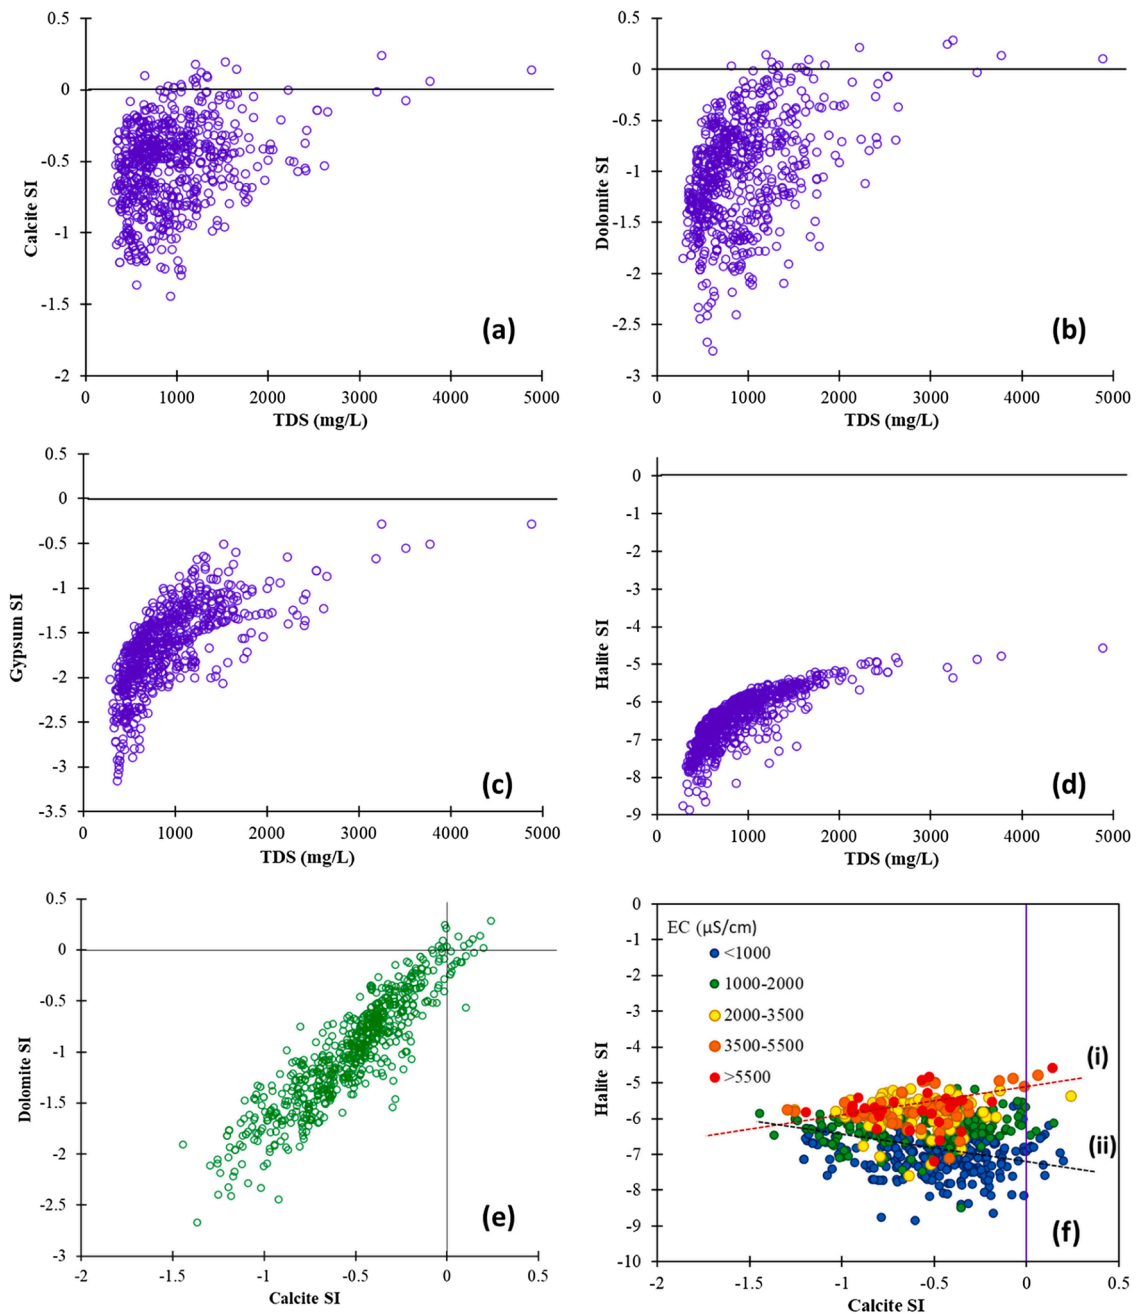 0.5
0
-0.5
-1
-1.5
-2
Calcite SI
0 1000 2000 3000 4000 5000
TDS (mg/L)
(a)
0.5
0
-0.5
-1
-1.5
-2
-2.5
-3
Dolomite SI
0 1000 2000 3000 4000 5000
TDS (mg/L)
(b)
0.5
0
-0.5
-1
-1.5
-2
-2.5
-3
-3.5
Gypsum SI
0 1000 2000 3000 4000 5000
TDS (mg/L)
(c)
0
-1
-2
-3
-4
-5
-6
-7
-8
-9
Halite SI
0 1000 2000 3000 4000 5000
TDS (mg/L)
(d)
0.5
0
-0.5
-1
-1.5
-2
-2.5
-3
Dolomite SI
-2 -1.5 -1 -0.5 0 0.5
Calcite SI
(e)
0
-1
-2
-3
-4
-5
-6
-7
-8
-9
-10
Halite SI
EC (µS/cm)
<1000
1000-2000
2000-3500
3500-5500
>5500
(i)
(ii)
(f)
-2 -1.5 -1 -0.5 0 0.5
Calcite SI